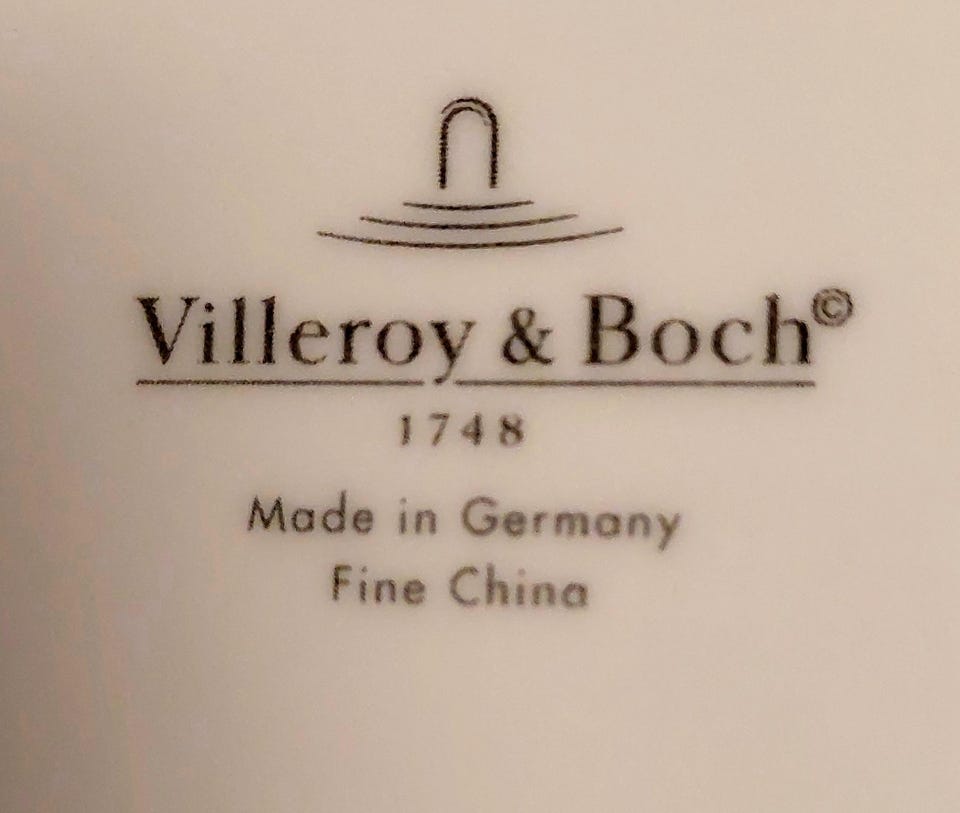 Villeroy & Boch©
1748
Made in Germany
Fine China